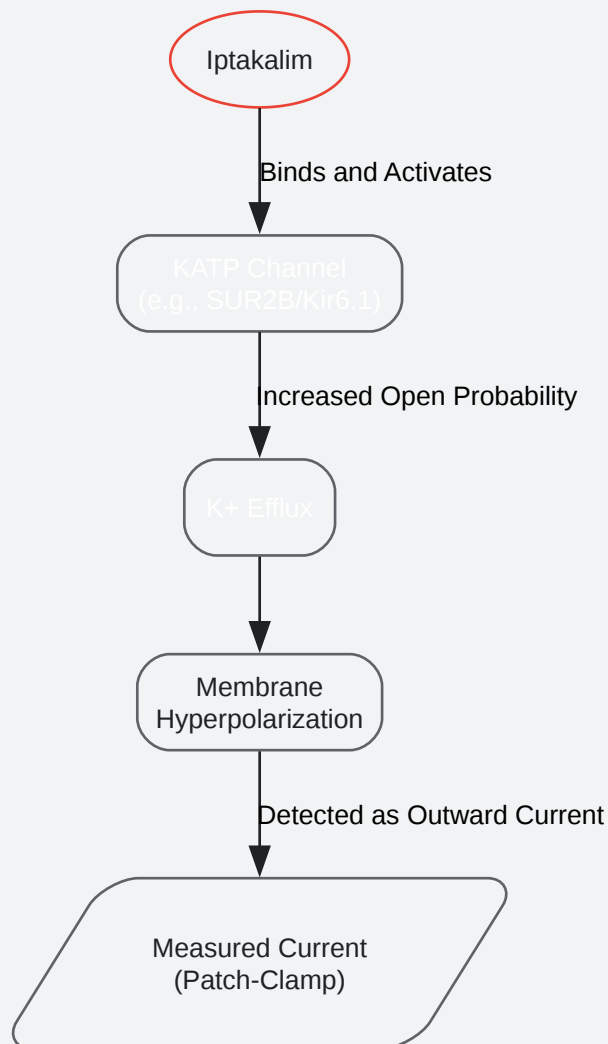 Iptakalim
Binds and Activates
KATP Channel
(e.g., SUR2B/Kir6.1)
Increased Open Probability
K+ Efflux
Membrane
Hyperpolarization
Detected as Outward Current
Measured Current
(Patch-Clamp)